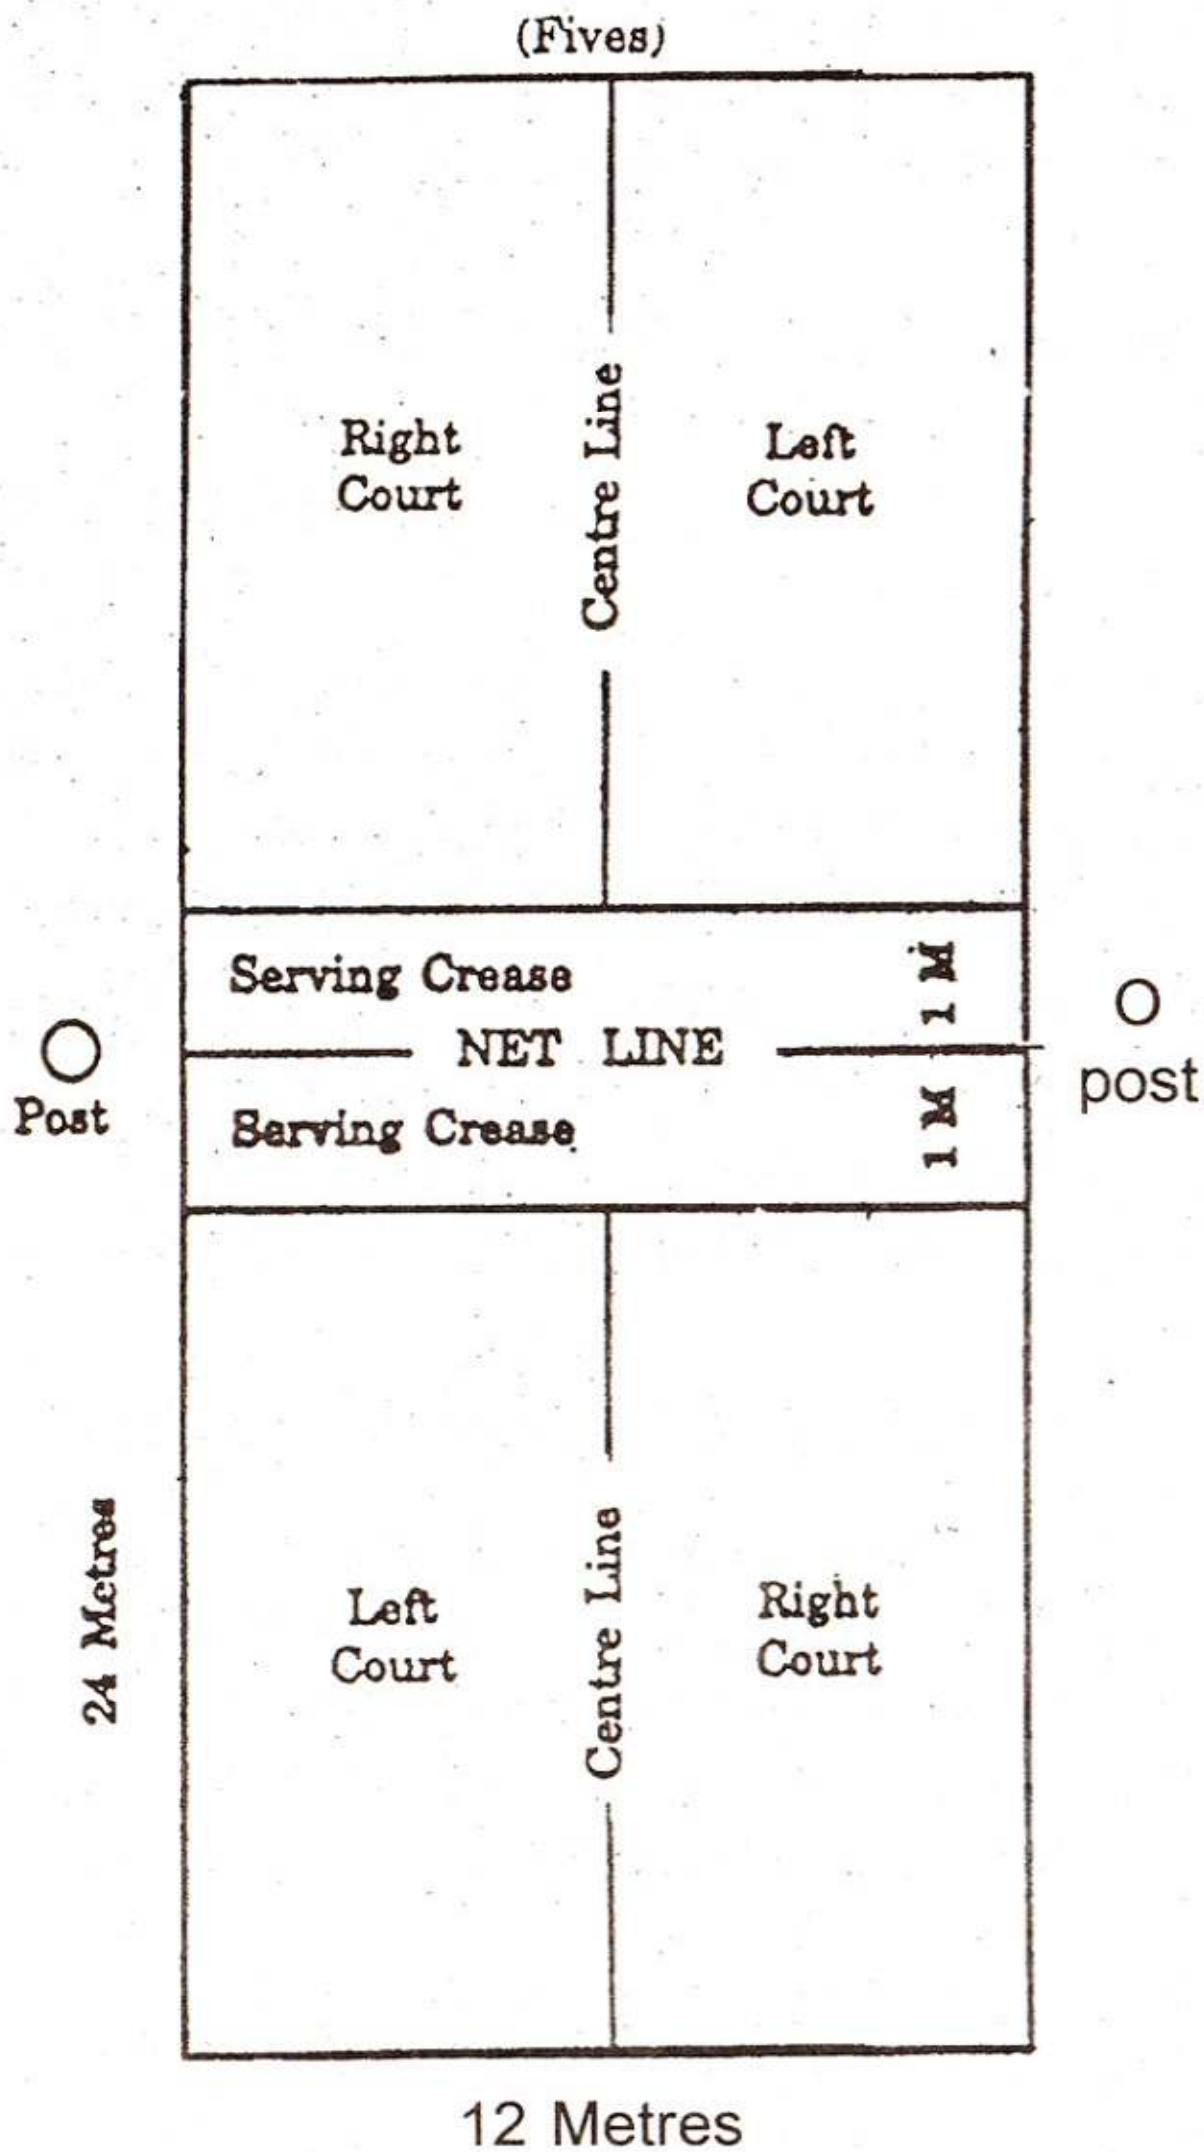 (Fives)
Right
Court
Centre Line
Left
Court
Serving Crease
1 M
NET LINE
Post
post
Serving Crease
1 M
24 Metres
Left
Court
Centre Line
Right
Court
12 Metres